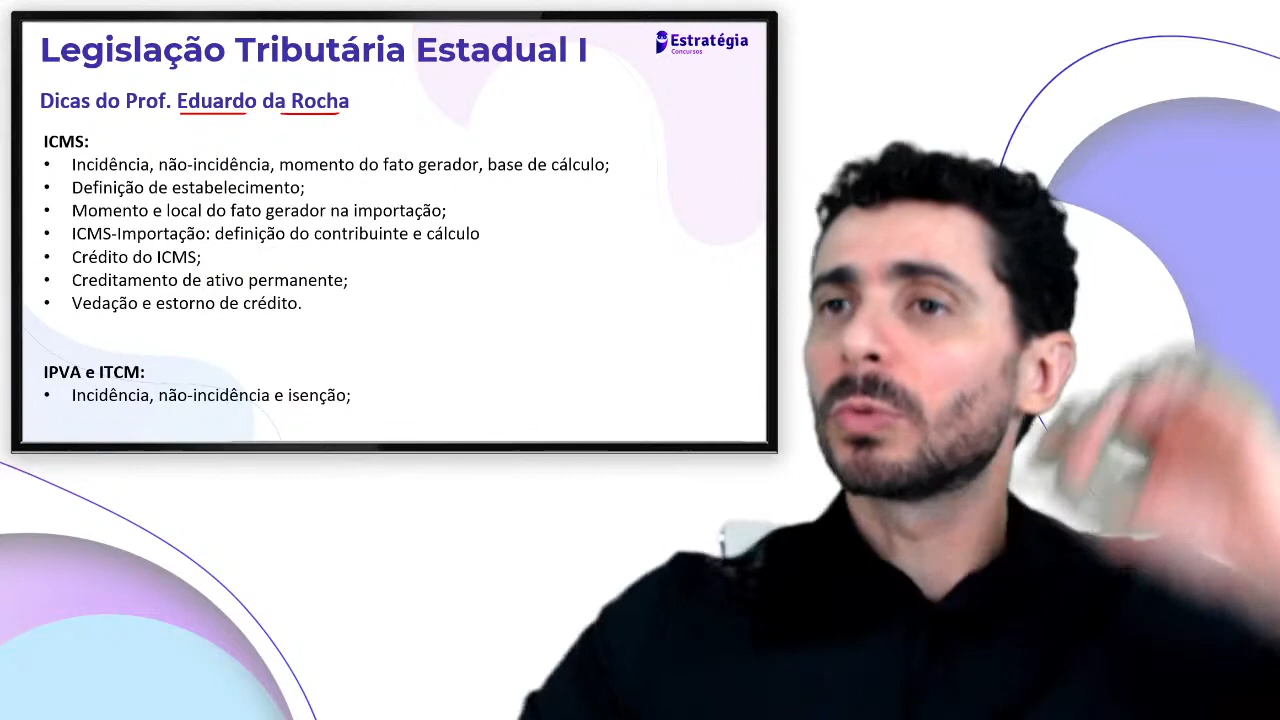 Legislação Tributária Estadual I
Estratégia
Concursos
Dicas do Prof. Eduardo da Rocha
ICMS:
• Incidência, não-incidência, momento do fato gerador, base de cálculo;
• Definição de estabelecimento;
• Momento e local do fato gerador na importação;
• ICMS-Importação: definição do contribuinte e cálculo
• Crédito do ICMS;
• Creditamento de ativo permanente;
• Vedação e estorno de crédito.
IPVA e ITCM:
• Incidência, não-incidência e isenção;